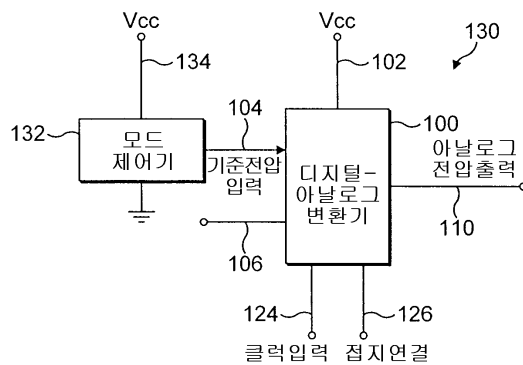 Vcc
134
132
모드
제어기
104
기준전압
입력
106
Vcc
102
130
100
디지털-
아날로그
변환기
아날로그
전압출력
110
124
126
클럭입력
접지연결